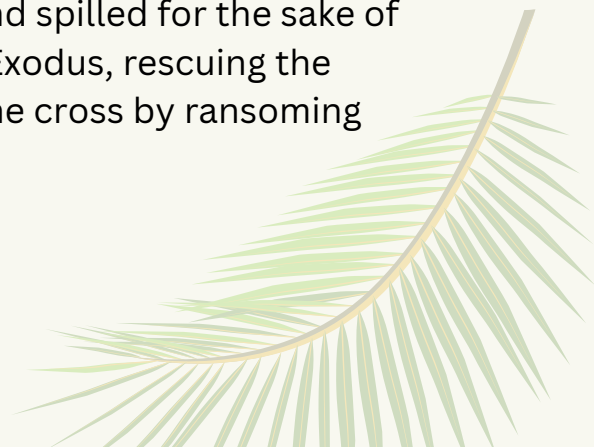 nd spilled for the sake of
Exodus, rescuing the
he cross by ransoming